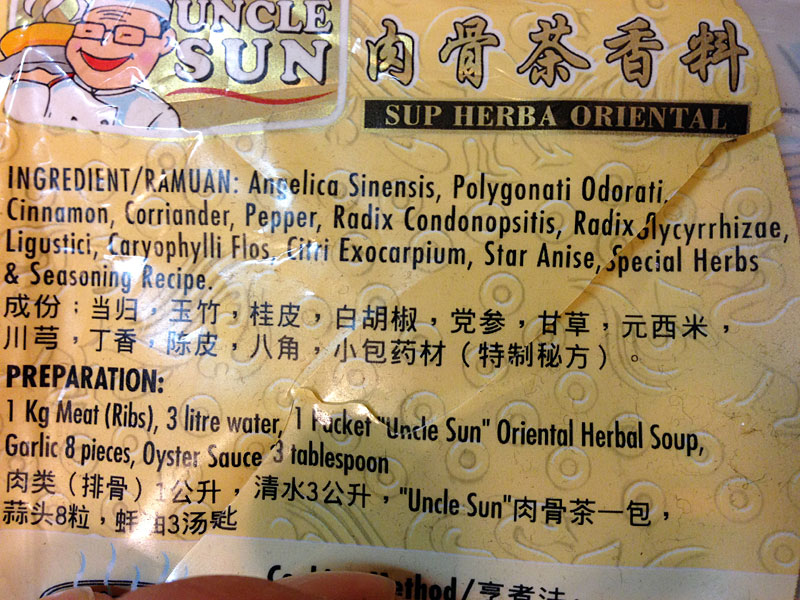 UNCLE
SUN
肉骨茶香料
SUP HERBA ORIENTAL
INGREDIENT/RAMUAN: Angelica Sinensis, Polygonati Odorati.
Cinnamon, Corriander, Pepper, Radix Condonopsitis, Radix glycyrrhizae,
Ligustici, Caryophylli Flos, Citri Exocarpium, Star Anise, Special Herbs
& Seasoning Recipe.
成份：当归，玉竹，桂皮，白胡椒，党参，甘草，元西米，
川芎，丁香，陈皮，八角，小包药材（特制秘方）。
PREPARATION:
1 Kg Meat (Ribs), 3 litre water, 1 Packet "Uncle Sun" Oriental Herbal Soup,
Garlic 8 pieces, Oyster Sauce 3 tablespoon
肉类（排骨）1公升，清水3公升，"Uncle Sun"肉骨茶一包，
蒜头8粒，蚝油3汤匙
Method/烹煮法